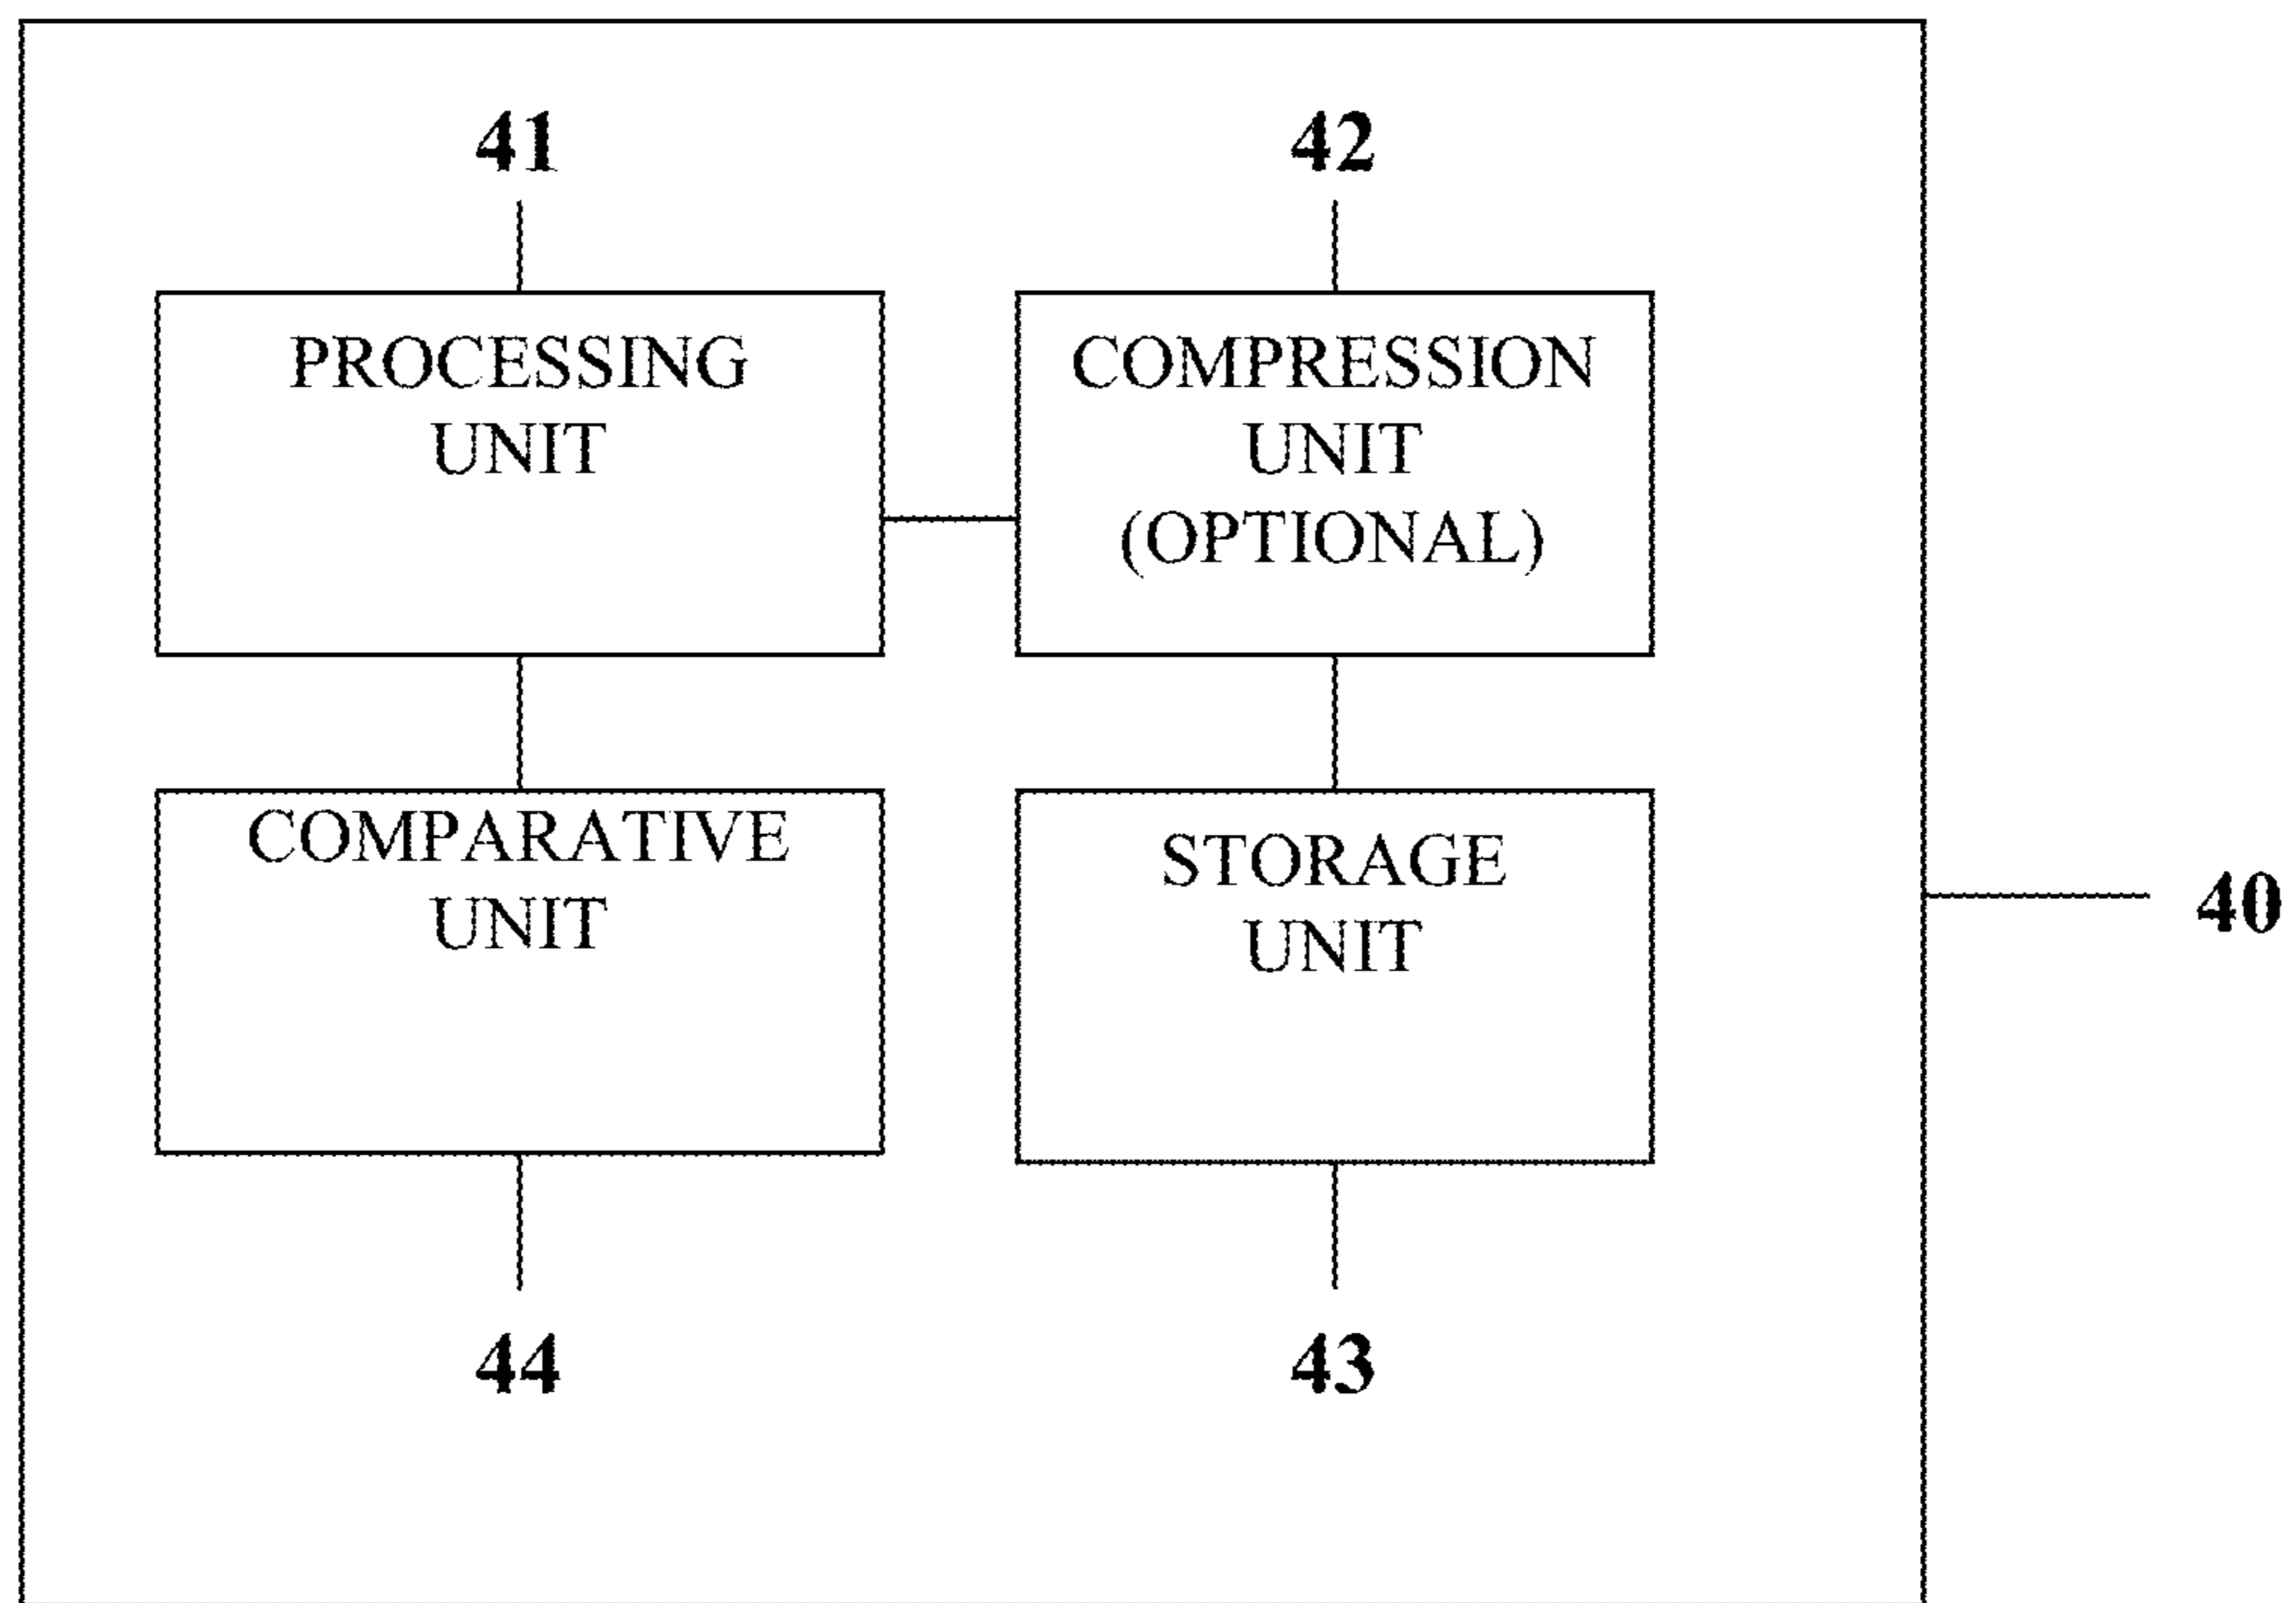 41
42
PROCESSING
UNIT
COMPRESSION
UNIT
(OPTIONAL)
COMPARATIVE
UNIT
STORAGE
UNIT
40
44
43